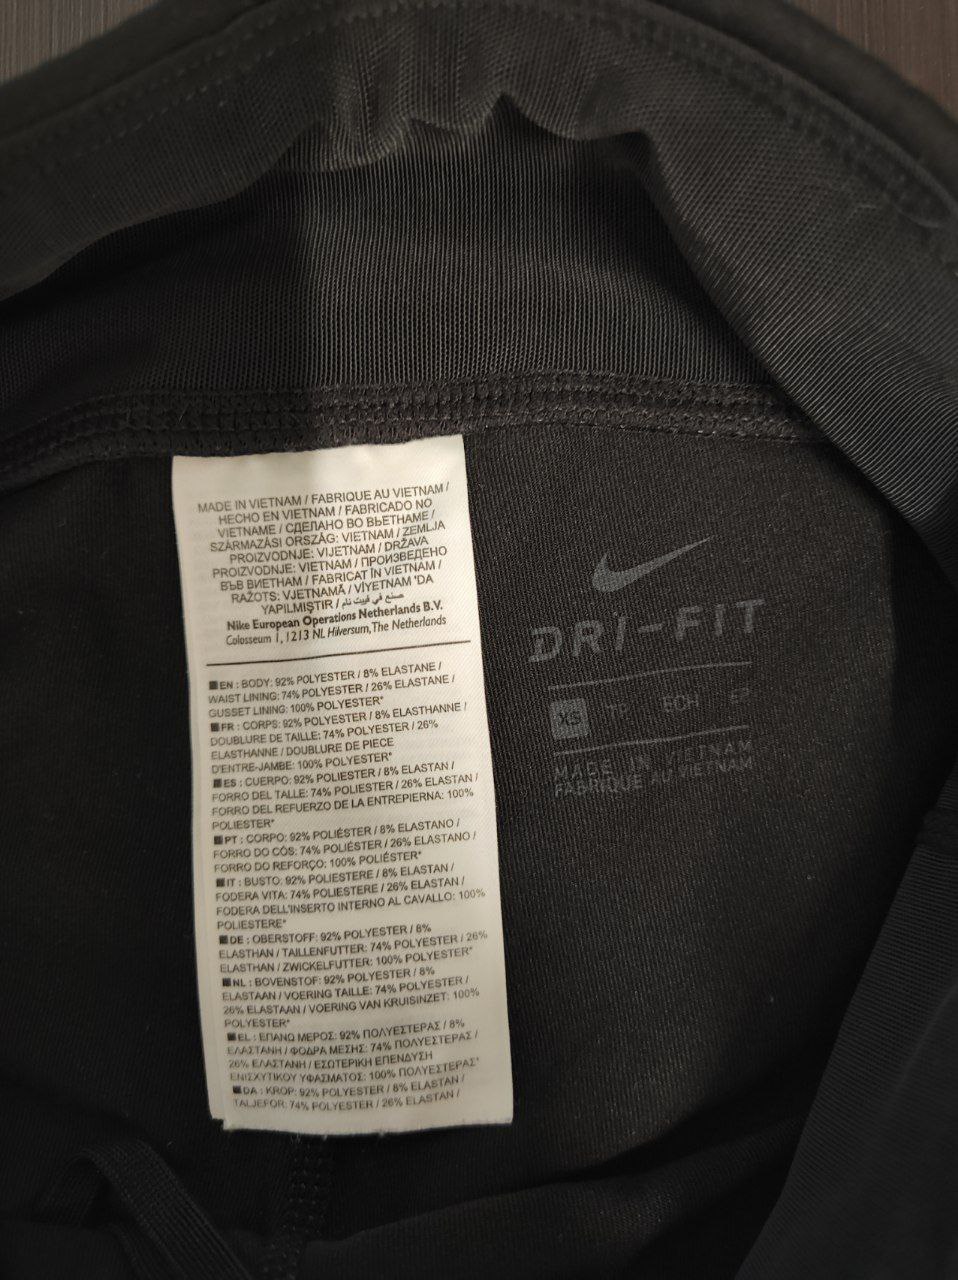 MADE IN VIETNAM / FABRIQUE AU VIETNAM /
HECHO EN VIETNAM / FABRICADO NO
VIETNAME / СДЕЛАНО ВО ВЬЕТНАМЕ /
SZÁRMAZÁSI ORSZÁG: VIETNAM / ZEMLJA
PROIZVODNJE: VIJETNAM / DRŽAVA
PROIZVODNJE: VIETNAM / ПРОИЗВЕДЕНО
ВЪВ ВИЕТНАМ / FABRICAT ÎN VIETNAM /
RAŽOTS: VJETNAMĀ / VİYETNAM 'DA
YAPILMIŞTIR / صنع في فييت نام
Nike European Operations Netherlands B.V.
Colosseum 1, 1213 NL Hilversum, The Netherlands
EN : BODY: 92% POLYESTER / 8% ELASTANE /
WAIST LINING: 74% POLYESTER / 26% ELASTANE /
GUSSET LINING: 100% POLYESTER*
FR : CORPS: 92% POLYESTER / 8% ELASTHANNE /
DOUBLURE DE TAILLE: 74% POLYESTER / 26%
ELASTHANNE / DOUBLURE DE PIECE
D'ENTRE-JAMBE: 100% POLYESTER*
ES : CUERPO: 92% POLIESTER / 8% ELASTAN /
FORRO DEL TALLE: 74% POLIESTER / 26% ELASTAN /
FORRO DEL REFUERZO DE LA ENTREPIERNA: 100%
POLIESTER*
PT : CORPO: 92% POLIÉSTER / 8% ELASTANO /
FORRO DO CÓS: 74% POLIÉSTER / 26% ELASTANO /
FORRO DO REFORÇO: 100% POLIÉSTER*
IT : BUSTO: 92% POLIESTERE / 8% ELASTAN /
FODERA VITA: 74% POLIESTERE / 26% ELASTAN /
FODERA DELL'INSERTO INTERNO AL CAVALLO: 100%
POLIESTERE*
DE : OBERSTOFF: 92% POLYESTER / 8%
ELASTHAN / TAILLENFUTTER: 74% POLYESTER / 26%
ELASTHAN / ZWICKELFUTTER: 100% POLYESTER*
NL : BOVENSTOF: 92% POLYESTER / 8%
ELASTAAN / VOERING TAILLE: 74% POLYESTER /
26% ELASTAAN / VOERING VAN KRUISINZET: 100%
POLYESTER*
EL : ΕΠΑΝΩ ΜΕΡΟΣ: 92% ΠΟΛΥΕΣΤΕΡΑΣ / 8%
ΕΛΑΣΤΑΝΗ / ΦΟΔΡΑ ΜΕΣΗΣ: 74% ΠΟΛΥΕΣΤΕΡΑΣ /
26% ΕΛΑΣΤΑΝΗ / ΕΣΩΤΕΡΙΚΗ ΕΠΕΝΔΥΣΗ
ΕΝΙΣΧΥΤΙΚΟΥ ΥΦΑΣΜΑΤΟΣ: 100% ΠΟΛΥΕΣΤΕΡΑΣ*
DA : KROP: 92% POLYESTER / 8% ELASTAN /
TALJEFOR: 74% POLYESTER / 26% ELASTAN /
DRI-FIT
XS
MADE IN
FABRIQUE